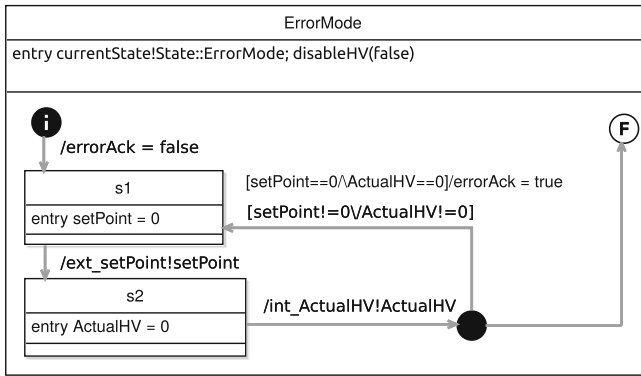 ErrorMode
entry currentState!State::ErrorMode; disableHV(false)
i
F
/errorAck = false
s1
[setPoint==0/\ActualHV==0]/errorAck = true
entry setPoint = 0
[setPoint!=0\/ActualHV!=0]
/ext_setPoint!setPoint
s2
/int_ActualHV!ActualHV
entry ActualHV = 0